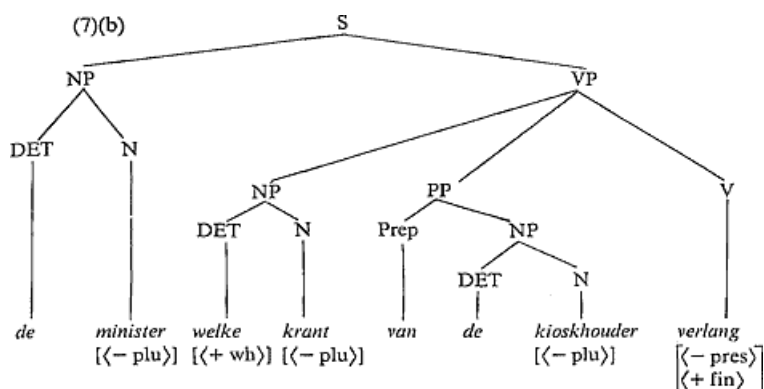 (7)(b) S
NP VP
DET N
NP PP V
DET N Prep NP
DET N
de minister welke krant van de kioskhouder verlang
[⟨− plu⟩] [⟨+ wh⟩] [⟨− plu⟩] [⟨− plu⟩] [⟨− pres⟩
⟨+ fin⟩]